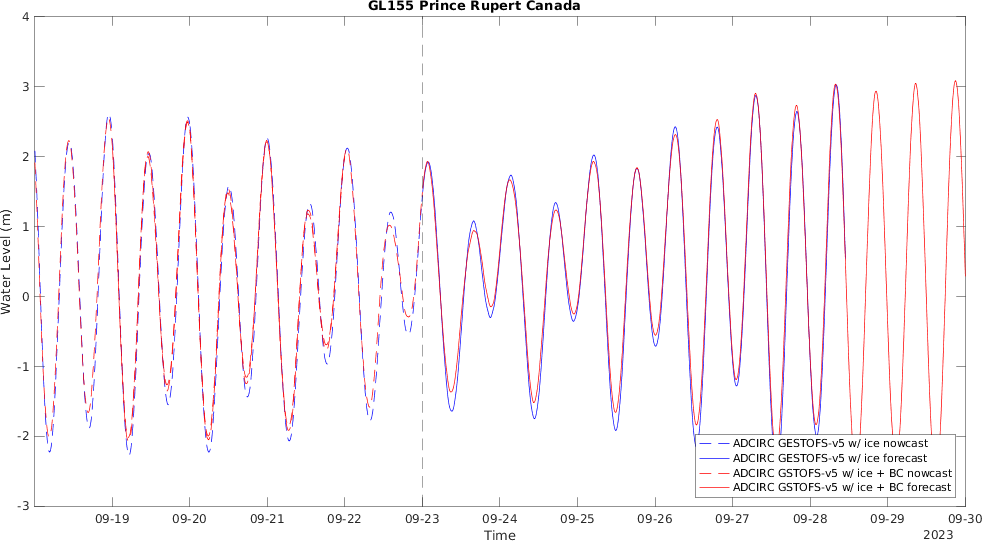 GL155 Prince Rupert Canada
4
3
2
1
0
-1
-2
-3
Water Level (m)
ADCIRC GESTOFS-v5 w/ ice nowcast
ADCIRC GESTOFS-v5 w/ ice forecast
ADCIRC GSTOFS-v5 w/ ice + BC nowcast
ADCIRC GSTOFS-v5 w/ ice + BC forecast
09-19 09-20 09-21 09-22 09-23 09-24 09-25 09-26 09-27 09-28 09-29 09-30
Time
2023